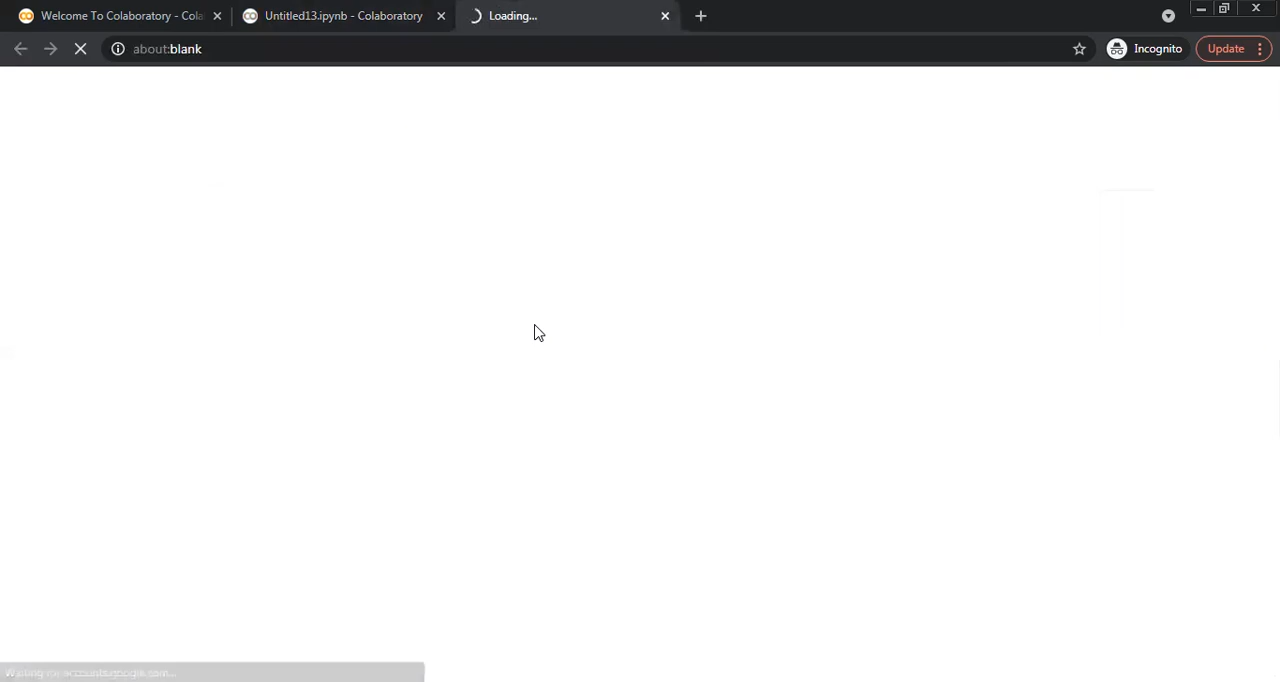 Welcome To Colaboratory - Cola
Untitled13.ipynb - Colaboratory
Loading...
about:blank
Incognito
Update